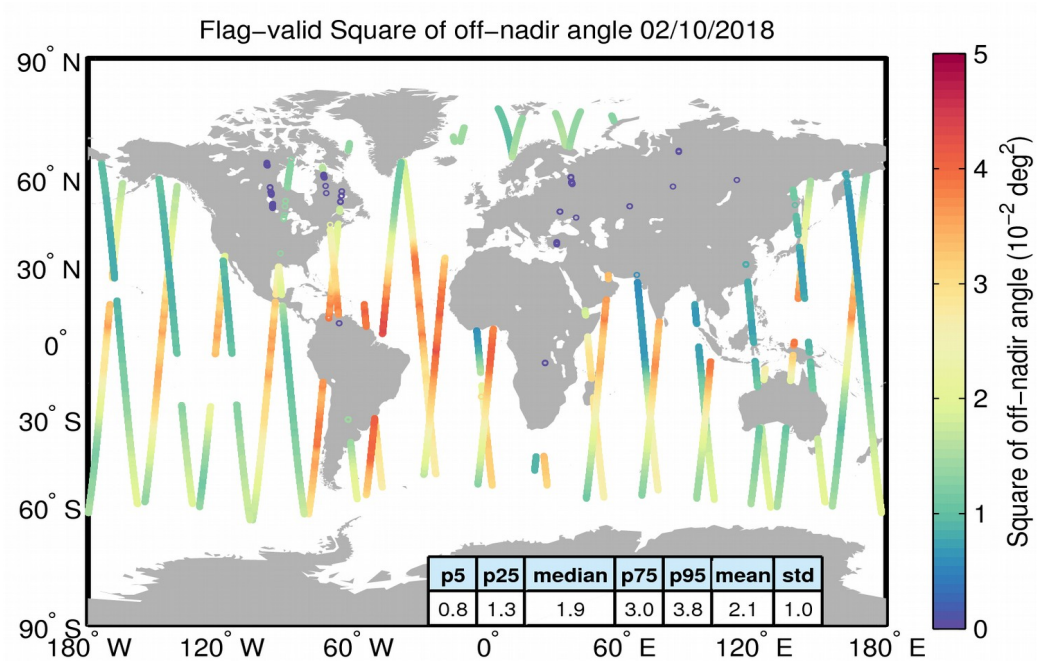 Flag−valid Square of off−nadir angle 02/10/2018
90° N
60° N
30° N
0°
30° S
60° S
90° S
180° W
120° W
60° W
0°
60° E
120° E
180° E
p5 p25 median p75 p95 mean std
0.8 1.3 1.9 3.0 3.8 2.1 1.0
5
4
3
2
1
0
Square of off−nadir angle (10⁻² deg²)